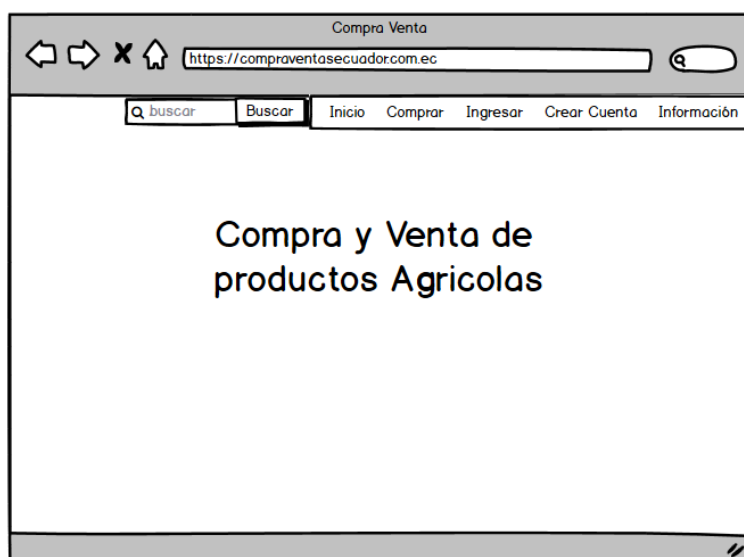 Compra Venta
https://compraventasecuador.com.ec
buscar Buscar Inicio Comprar Ingresar Crear Cuenta Información
Compra y Venta de
productos Agricolas